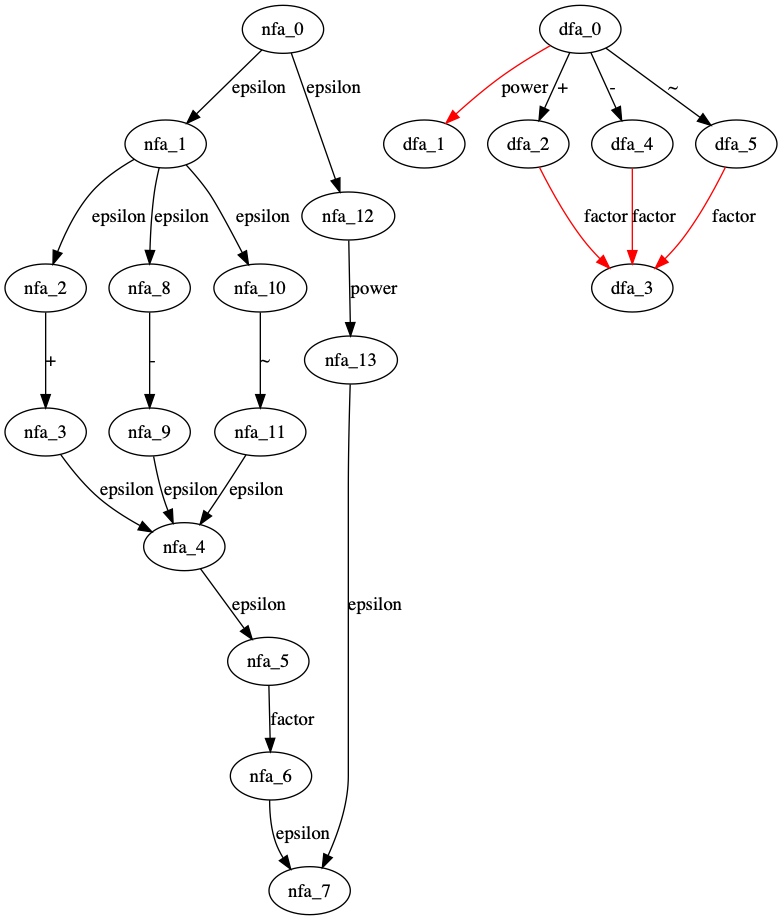 nfa_0
dfa_0
epsilon
epsilon
power
+
-
~
nfa_1
dfa_1
dfa_2
dfa_4
dfa_5
epsilon
epsilon
epsilon
nfa_12
factor
factor
factor
nfa_2
nfa_8
nfa_10
dfa_3
power
+
-
~
nfa_13
nfa_3
nfa_9
nfa_11
epsilon
epsilon
epsilon
nfa_4
epsilon
epsilon
nfa_5
factor
nfa_6
epsilon
nfa_7